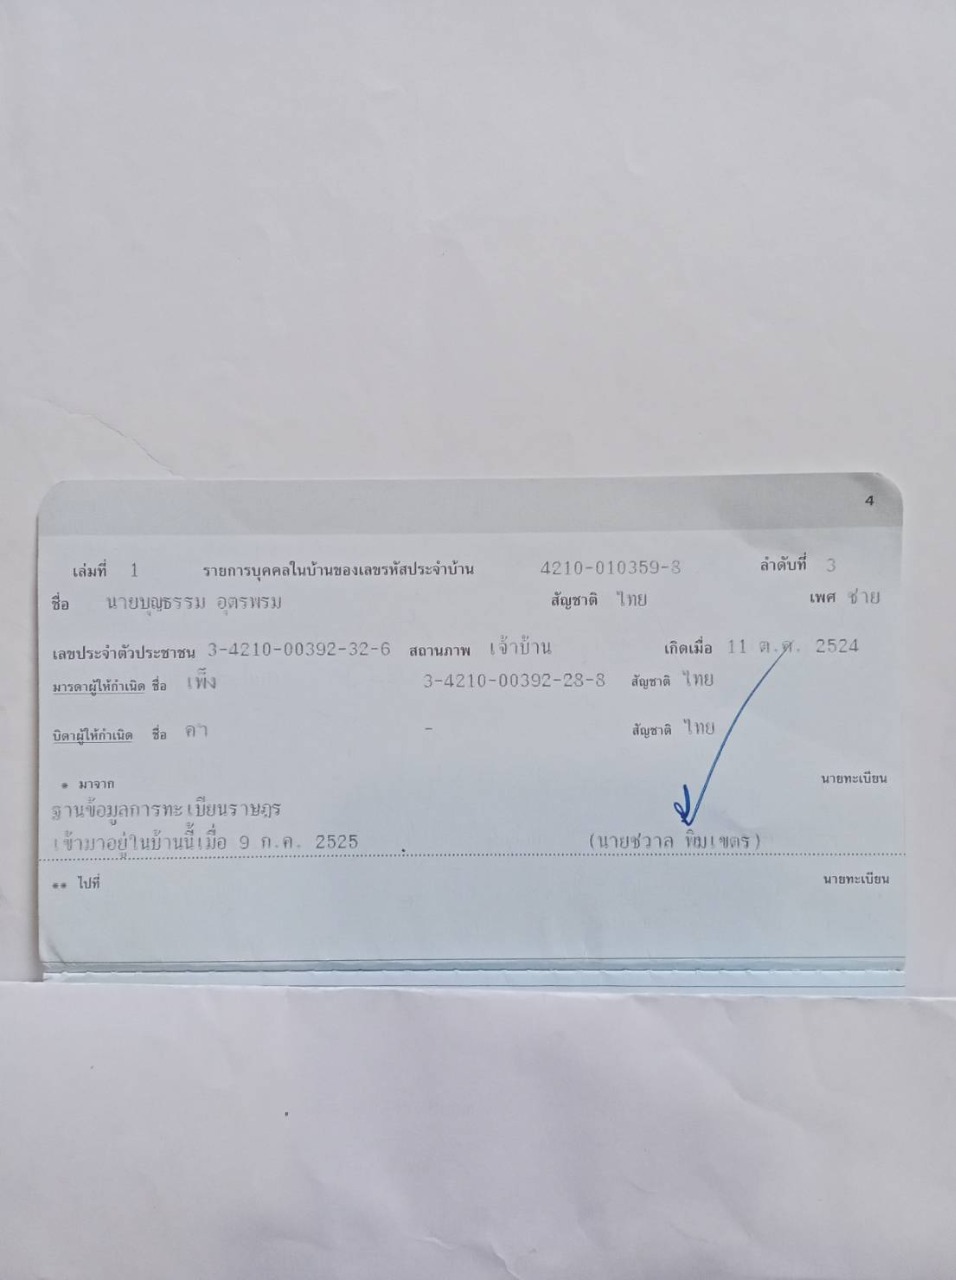 4
เล่มที่ 1 รายการบุคคลในบ้านของเลขรหัสประจำบ้าน 4210-010359-8 ลำดับที่ 3
ชื่อ นายบุญธรรม อุตรพรม สัญชาติ ไทย เพศ ชาย
เลขประจำตัวประชาชน 3-4210-00392-32-6 สถานภาพ เจ้าบ้าน เกิดเมื่อ 11 ต.ค. 2524
มารดาผู้ให้กำเนิด ชื่อ เพ็ง 3-4210-00392-28-8 สัญชาติ ไทย
บิดาผู้ให้กำเนิด ชื่อ คา - สัญชาติ ไทย
* มาจาก นายทะเบียน
ฐานข้อมูลการทะเบียนราษฎร
เข้ามาอยู่ในบ้านนี้เมื่อ 9 ก.ค. 2525 (นายชวาล พิมเขตร)
** ไปที่ นายทะเบียน